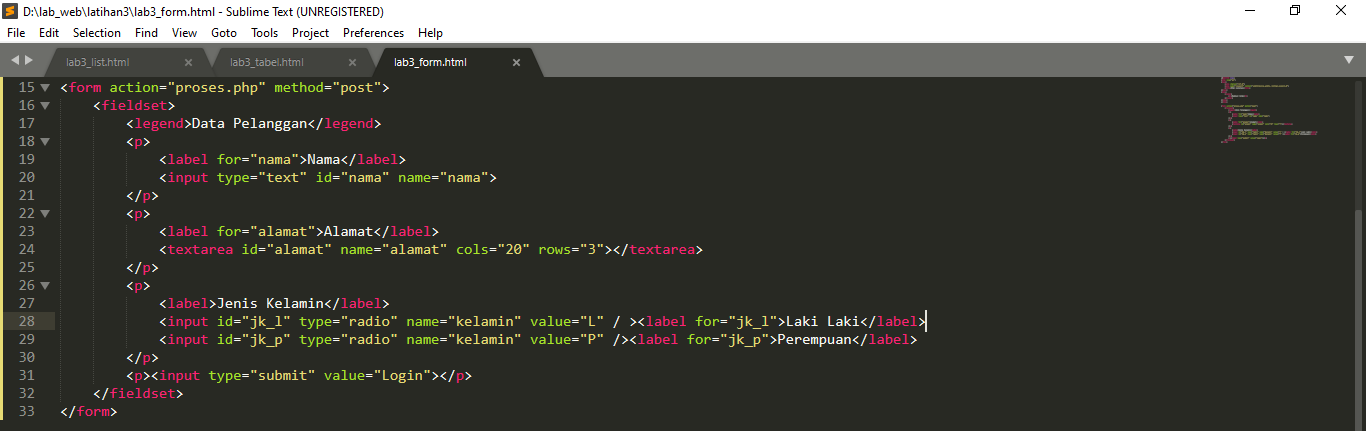 D:\lab_web\latihan3\lab3_form.html - Sublime Text (UNREGISTERED)
File Edit Selection Find View Goto Tools Project Preferences Help
lab3_list.html lab3_tabel.html lab3_form.html
15 <form action="proses.php" method="post">
16 <fieldset>
17 <legend>Data Pelanggan</legend>
18 <p>
19 <label for="nama">Nama</label>
20 <input type="text" id="nama" name="nama">
21 </p>
22 <p>
23 <label for="alamat">Alamat</label>
24 <textarea id="alamat" name="alamat" cols="20" rows="3"></textarea>
25 </p>
26 <p>
27 <label>Jenis Kelamin</label>
28 <input id="jk_l" type="radio" name="kelamin" value="L" / ><label for="jk_l">Laki Laki</label>
29 <input id="jk_p" type="radio" name="kelamin" value="P" /><label for="jk_p">Perempuan</label>
30 </p>
31 <p><input type="submit" value="Login"></p>
32 </fieldset>
33 </form>